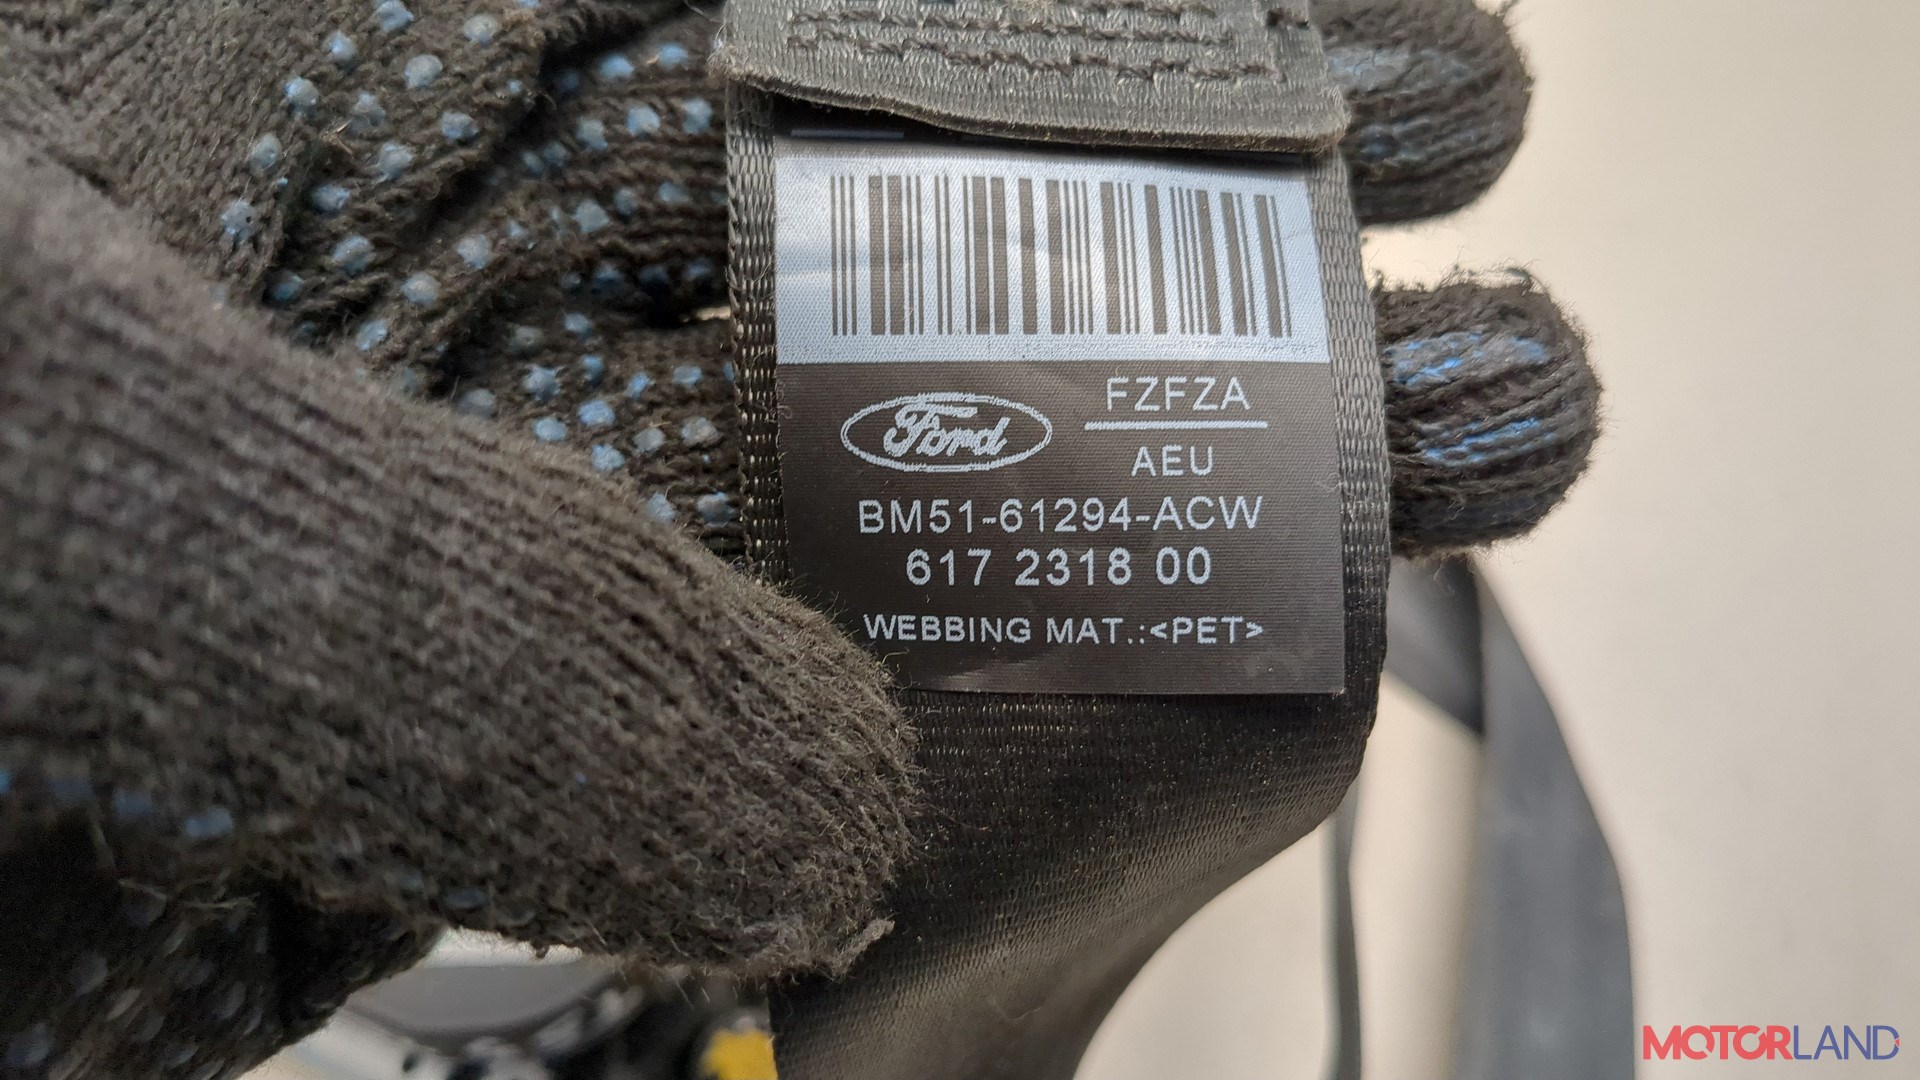 Ford
FZFZA
AEU
BM51-61294-ACW
617 2318 00
WEBBING MAT.:<PET>
MOTORLAND